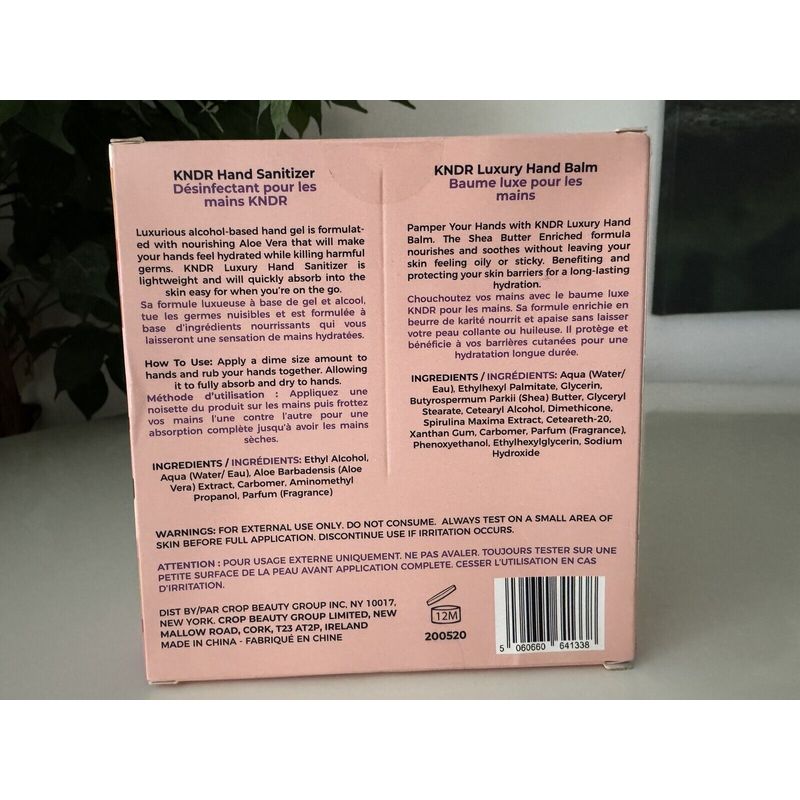 KNDR Hand Sanitizer
Désinfectant pour les
mains KNDR
Luxurious alcohol-based hand gel is formulat-
ed with nourishing Aloe Vera that will make
your hands feel hydrated while killing harmful
germs. KNDR Luxury Hand Sanitizer is
lightweight and will quickly absorb into the
skin easy for when you're on the go.
Sa formule luxueuse à base de gel et alcool,
tue les germes nuisibles et est formulée à
base d'ingrédients nourrissants qui vous
laisseront une sensation de mains hydratées.
How To Use: Apply a dime size amount to
hands and rub your hands together. Allowing
it to fully absorb and dry to hands.
Méthode d'utilisation : Appliquez une
noisette du produit sur les mains puis frottez
vos mains l'une contre l'autre pour une
absorption complète jusqu'à avoir les mains
sèches.
INGREDIENTS / INGRÉDIENTS: Ethyl Alcohol,
Aqua (Water/ Eau), Aloe Barbadensis (Aloe
Vera) Extract, Carbomer, Aminomethyl
Propanol, Parfum (Fragrance)
KNDR Luxury Hand Balm
Baume luxe pour les
mains
Pamper Your Hands with KNDR Luxury Hand
Balm. The Shea Butter Enriched formula
nourishes and soothes without leaving your
skin feeling oily or sticky. Benefiting and
protecting your skin barriers for a long-lasting
hydration.
Chouchoutez vos mains avec le baume luxe
KNDR pour les mains. Sa formule enrichie en
beurre de karité nourrit et apaise sans laisser
votre peau collante ou huileuse. Il protège et
bénéficie à vos barrières cutanées pour une
hydratation longue durée.
INGREDIENTS / INGRÉDIENTS: Aqua (Water/
Eau), Ethylhexyl Palmitate, Glycerin,
Butyrospermum Parkii (Shea) Butter, Glyceryl
Stearate, Cetearyl Alcohol, Dimethicone,
Spirulina Maxima Extract, Ceteareth-20,
Xanthan Gum, Carbomer, Parfum (Fragrance),
Phenoxyethanol, Ethylhexylglycerin, Sodium
Hydroxide
WARNINGS: FOR EXTERNAL USE ONLY. DO NOT CONSUME. ALWAYS TEST ON A SMALL AREA OF
SKIN BEFORE FULL APPLICATION. DISCONTINUE USE IF IRRITATION OCCURS.
ATTENTION : POUR USAGE EXTERNE UNIQUEMENT. NE PAS AVALER. TOUJOURS TESTER SUR UNE
PETITE SURFACE DE LA PEAU AVANT APPLICATION COMPLETE. CESSER L'UTILISATION EN CAS
D'IRRITATION.
DIST BY/PAR CROP BEAUTY GROUP INC, NY 10017,
NEW YORK. CROP BEAUTY GROUP LIMITED, NEW
MALLOW ROAD, CORK, T23 AT2P, IRELAND
MADE IN CHINA - FABRIQUÉ EN CHINE
12M
200520
5 060660 641338